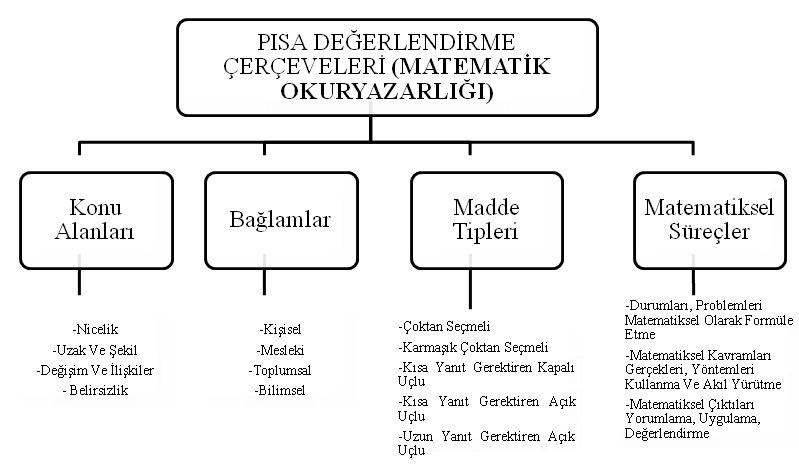 PISA DEĞERLENDİRME
ÇERÇEVELERİ (MATEMATİK
OKURYAZARLIĞI)
Konu
Alanları
Bağlamlar
Madde
Tipleri
Matematiksel
Süreçler
-Nicelik
-Uzak Ve Şekil
-Değişim Ve İlişkiler
- Belirsizlik
-Kişisel
-Mesleki
-Toplumsal
-Bilimsel
-Çoktan Seçmeli
-Karmaşık Çoktan Seçmeli
-Kısa Yanıt Gerektiren Kapalı
Uçlu
-Kısa Yanıt Gerektiren Açık
Uçlu
-Uzun Yanıt Gerektiren Açık
Uçlu
-Durumları, Problemleri
Matematiksel Olarak Formüle
Etme
-Matematiksel Kavramları
Gerçekleri, Yöntemleri
Kullanma Ve Akıl Yürütme
-Matematiksel Çıktıları
Yorumlama, Uygulama,
Değerlendirme